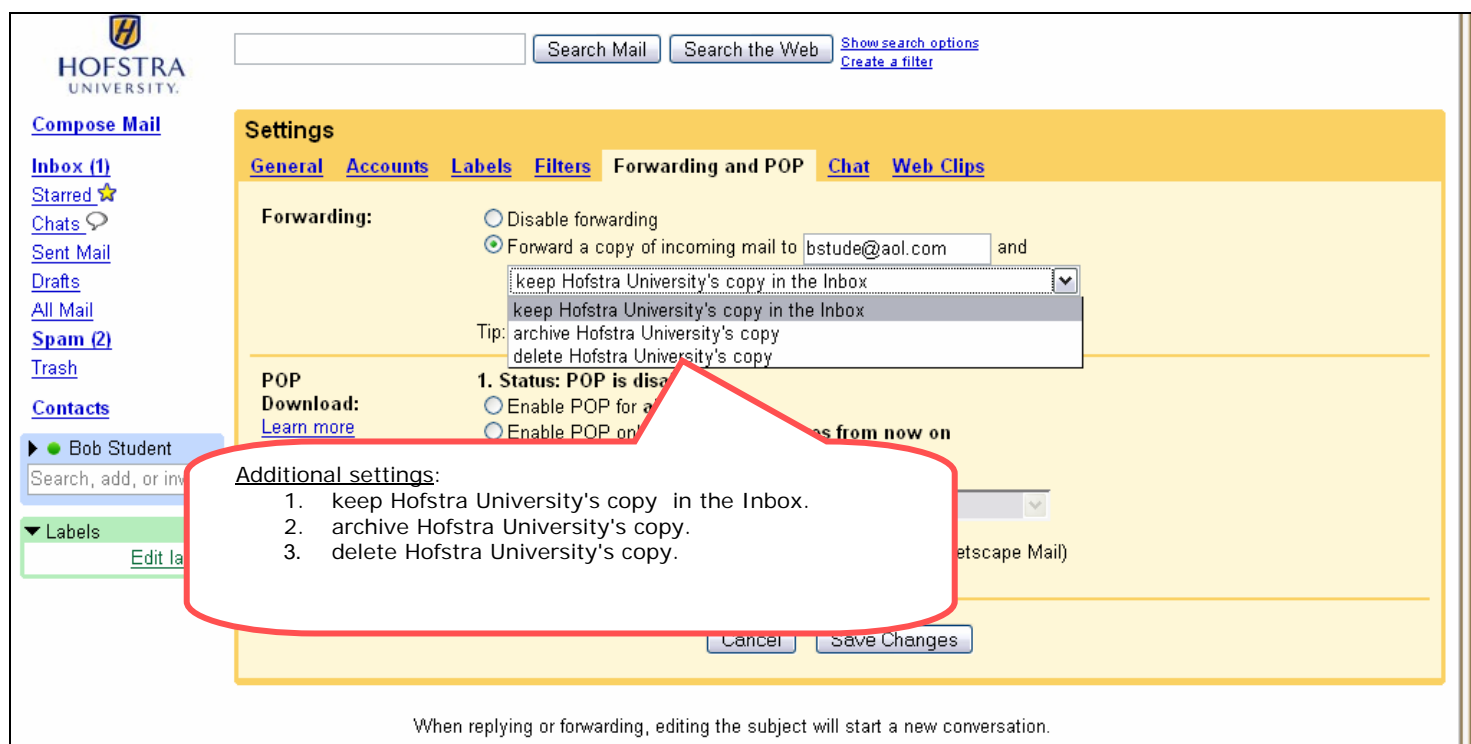 HOFSTRA
UNIVERSITY.
Search Mail Search the Web Show search options
Create a filter
Compose Mail
Inbox (1)
Starred
Chats
Sent Mail
Drafts
All Mail
Spam (2)
Trash
Contacts
Bob Student
Search, add, or inv
Labels
Edit la
Settings
General Accounts Labels Filters Forwarding and POP Chat Web Clips
Forwarding: Disable forwarding
Forward a copy of incoming mail to bstude@aol.com and
keep Hofstra University's copy in the Inbox
keep Hofstra University's copy in the Inbox
Tip: archive Hofstra University's copy
delete Hofstra University's copy
POP 1. Status: POP is disa
Download: Enable POP for a
Learn more Enable POP onl es from now on
Additional settings:
1. keep Hofstra University's copy in the Inbox.
2. archive Hofstra University's copy.
3. delete Hofstra University's copy.
etscape Mail)
Cancel Save Changes
When replying or forwarding, editing the subject will start a new conversation.